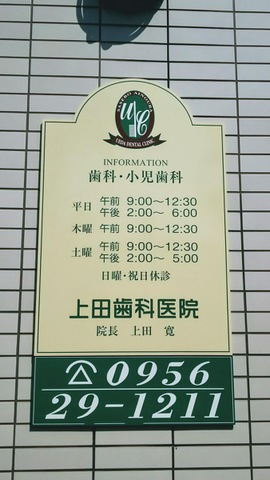 UC
UEDA DENTAL CLINIC
INFORMATION
歯科・小児歯科
平日 午前 9:00〜12:30
午後 2:00〜 6:00
木曜 午前 9:00〜12:30
土曜 午前 9:00〜12:30
午後 2:00〜 5:00
日曜・祝日休診
上田歯科医院
院長 上田 寛
0956
29-1211